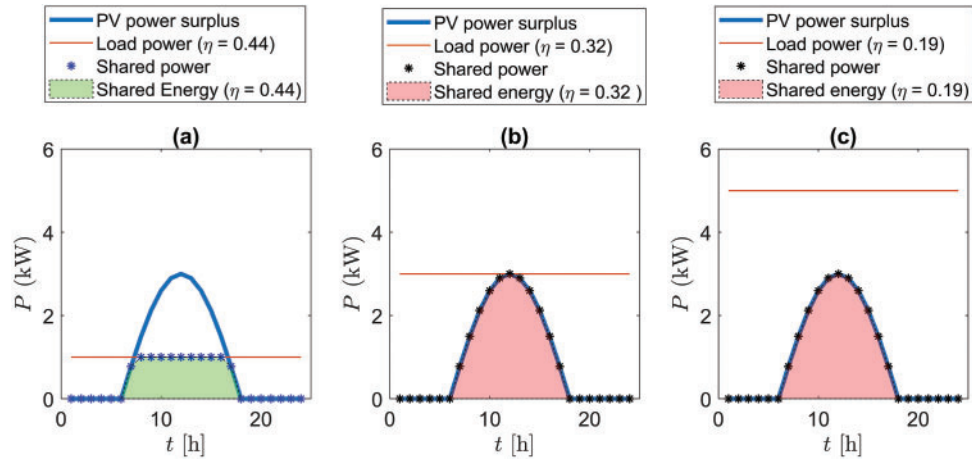 PV power surplus
Load power (η = 0.44)
Shared power
Shared Energy (η = 0.44)
PV power surplus
Load power (η = 0.32)
Shared power
Shared energy (η = 0.32 )
PV power surplus
Load power (η = 0.19)
Shared power
Shared energy (η = 0.19)
(a)
6
4
2
0
P (kW)
0
10
20
t [h]
(b)
6
4
2
0
P (kW)
0
10
20
t [h]
(c)
6
4
2
0
P (kW)
0
10
20
t [h]